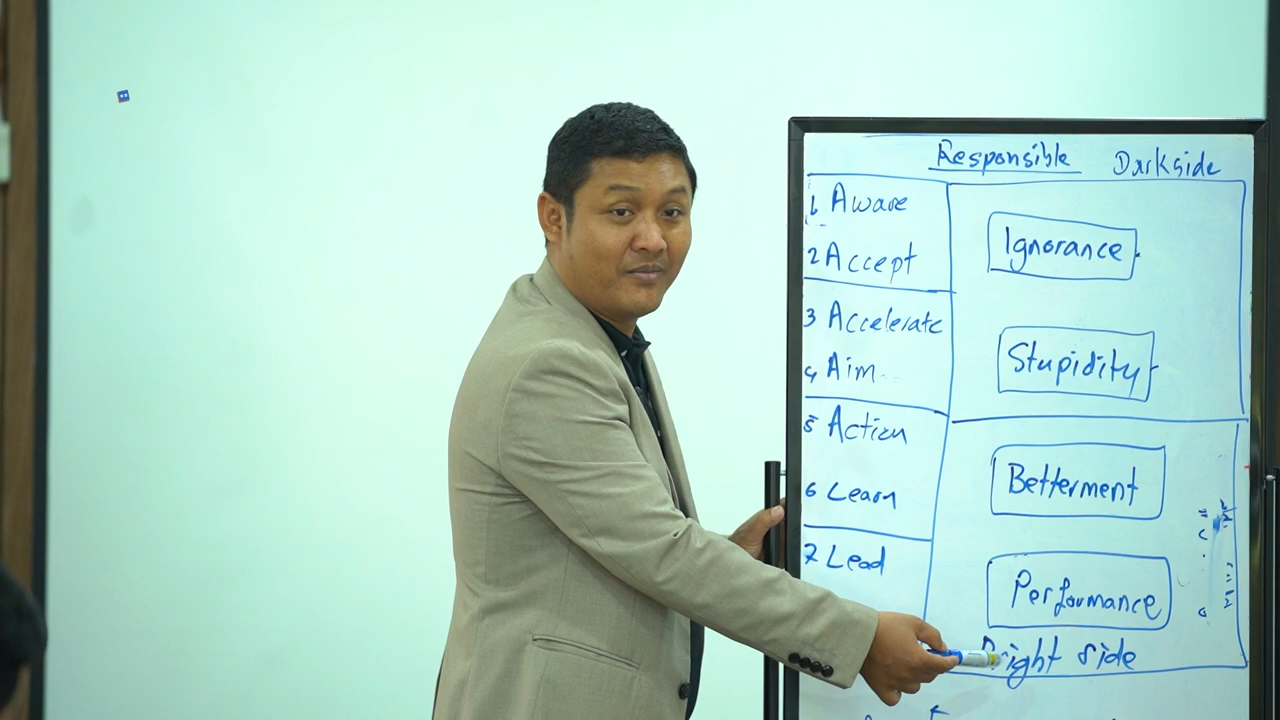 Responsible Darkside
1 Aware
2 Accept
3 Accelerate
4 Aim
5 Action
6 Learn
7 Lead
Ignorance
Stupidity
Betterment
Performance
Bright side